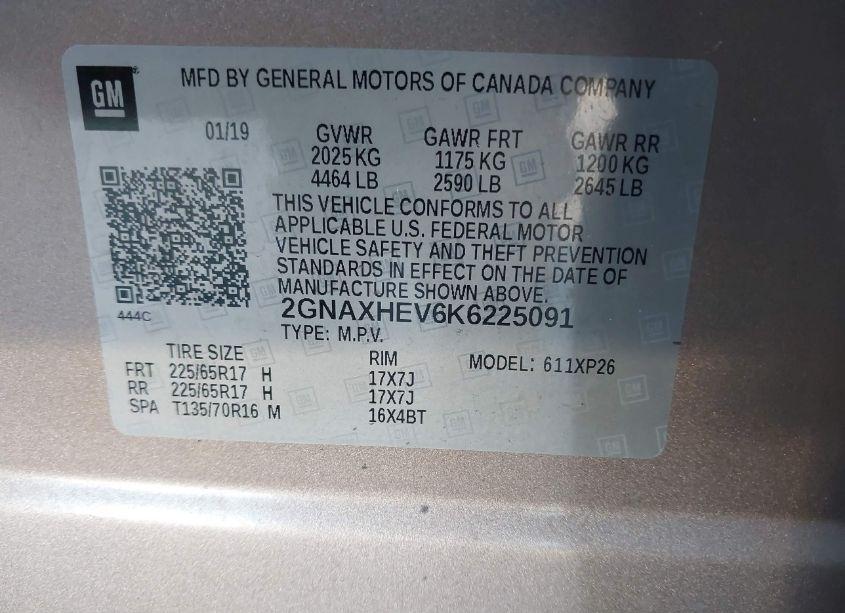 GM
MFD BY GENERAL MOTORS OF CANADA COMPANY
01/19
GVWR GAWR FRT GAWR RR
2025 KG 1175 KG 1200 KG
4464 LB 2590 LB 2645 LB
THIS VEHICLE CONFORMS TO ALL
APPLICABLE U.S. FEDERAL MOTOR
VEHICLE SAFETY AND THEFT PREVENTION
STANDARDS IN EFFECT ON THE DATE OF
MANUFACTURE SHOWN ABOVE.
444C
2GNAXHEV6K6225091
TYPE: M.P.V.
TIRE SIZE RIM MODEL: 611XP26
FRT 225/65R17 H 17X7J
RR 225/65R17 H 17X7J
SPA T135/70R16 M 16X4BT